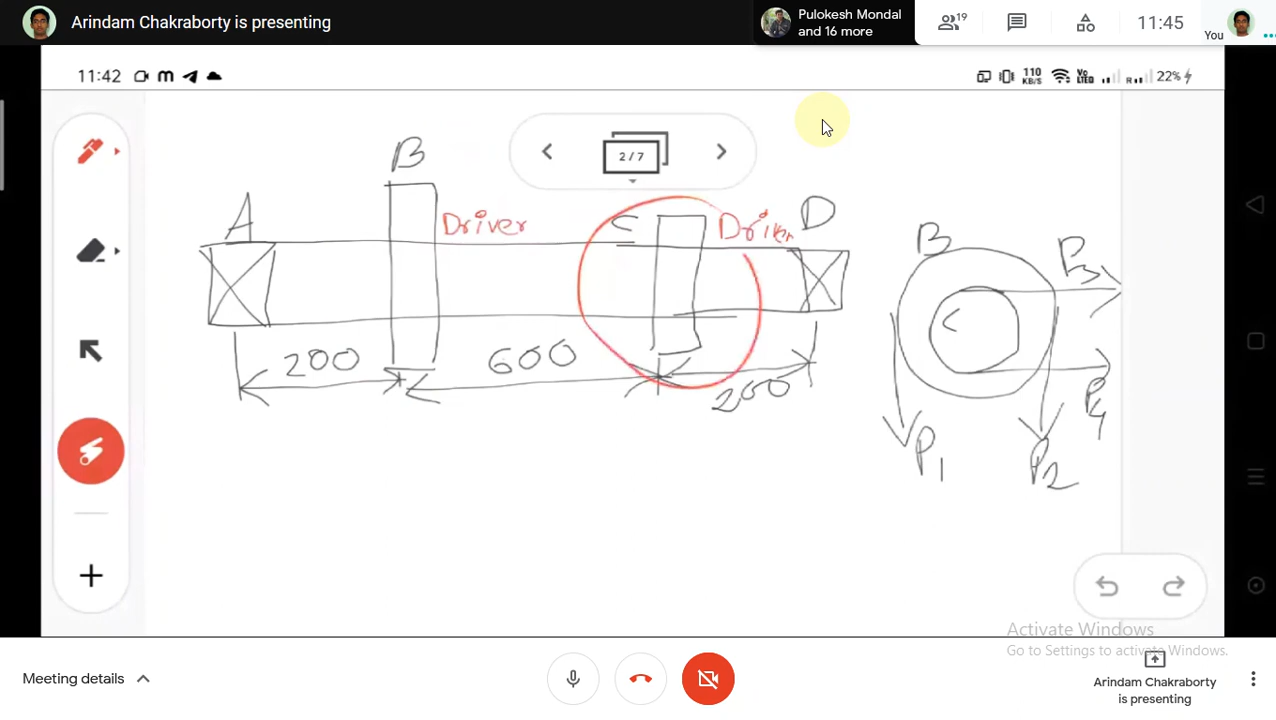 Arindam Chakraborty is presenting
Pulokesh Mondal
and 16 more
19
11:45
You
11:42
110
KB/S
Vo
LTED
R
22%
2 / 7
A
B
Driver
C
Driver
D
200
600
200
B
C
P3
P4
P1
P2
Activate Windows
Go to Settings to activate Windows.
Meeting details
Arindam Chakraborty
is presenting